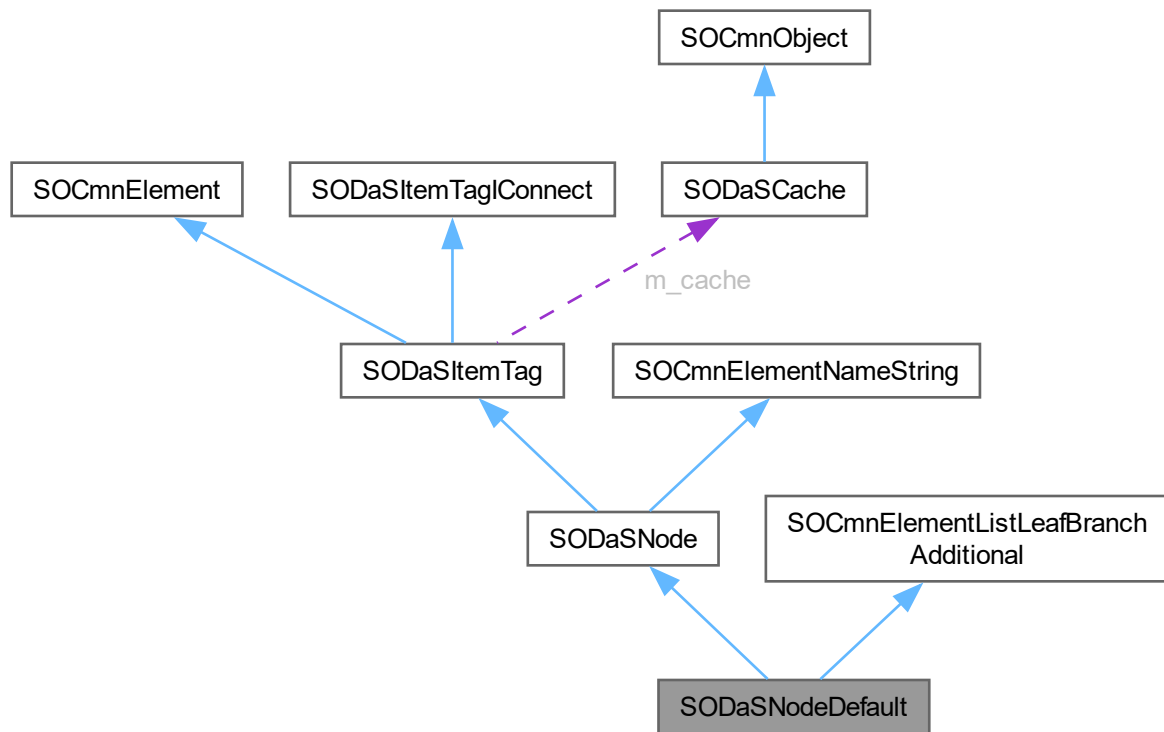 SOCmnObject
SOCmnElement
SODaSItemTagIConnect
SODaSCache
m_cache
SODaSItemTag
SOCmnElementNameString
SODaSNode
SOCmnElementListLeafBranch
Additional
SODaSNodeDefault